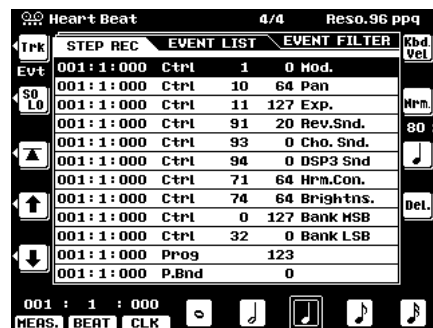 Heart Beat 4/4 Reso.96 ppq
Trk STEP REC EVENT LIST EVENT FILTER Kbd. Vel
Evt 001:1:000 Ctrl 1 0 Mod.
SO LO 001:1:000 Ctrl 10 64 Pan
001:1:000 Ctrl 11 127 Exp. Nrm.
001:1:000 Ctrl 91 20 Rev.Snd. 80
001:1:000 Ctrl 93 0 Cho. Snd.
001:1:000 Ctrl 94 0 DSP3 Snd
001:1:000 Ctrl 71 64 Hrm.Con.
001:1:000 Ctrl 74 64 Brightns. Del.
001:1:000 Ctrl 0 127 Bank MSB
001:1:000 Ctrl 32 0 Bank LSB
001:1:000 Prog 123
001:1:000 P.Bnd 0
001 : 1 : 000
MEAS. BEAT CLK